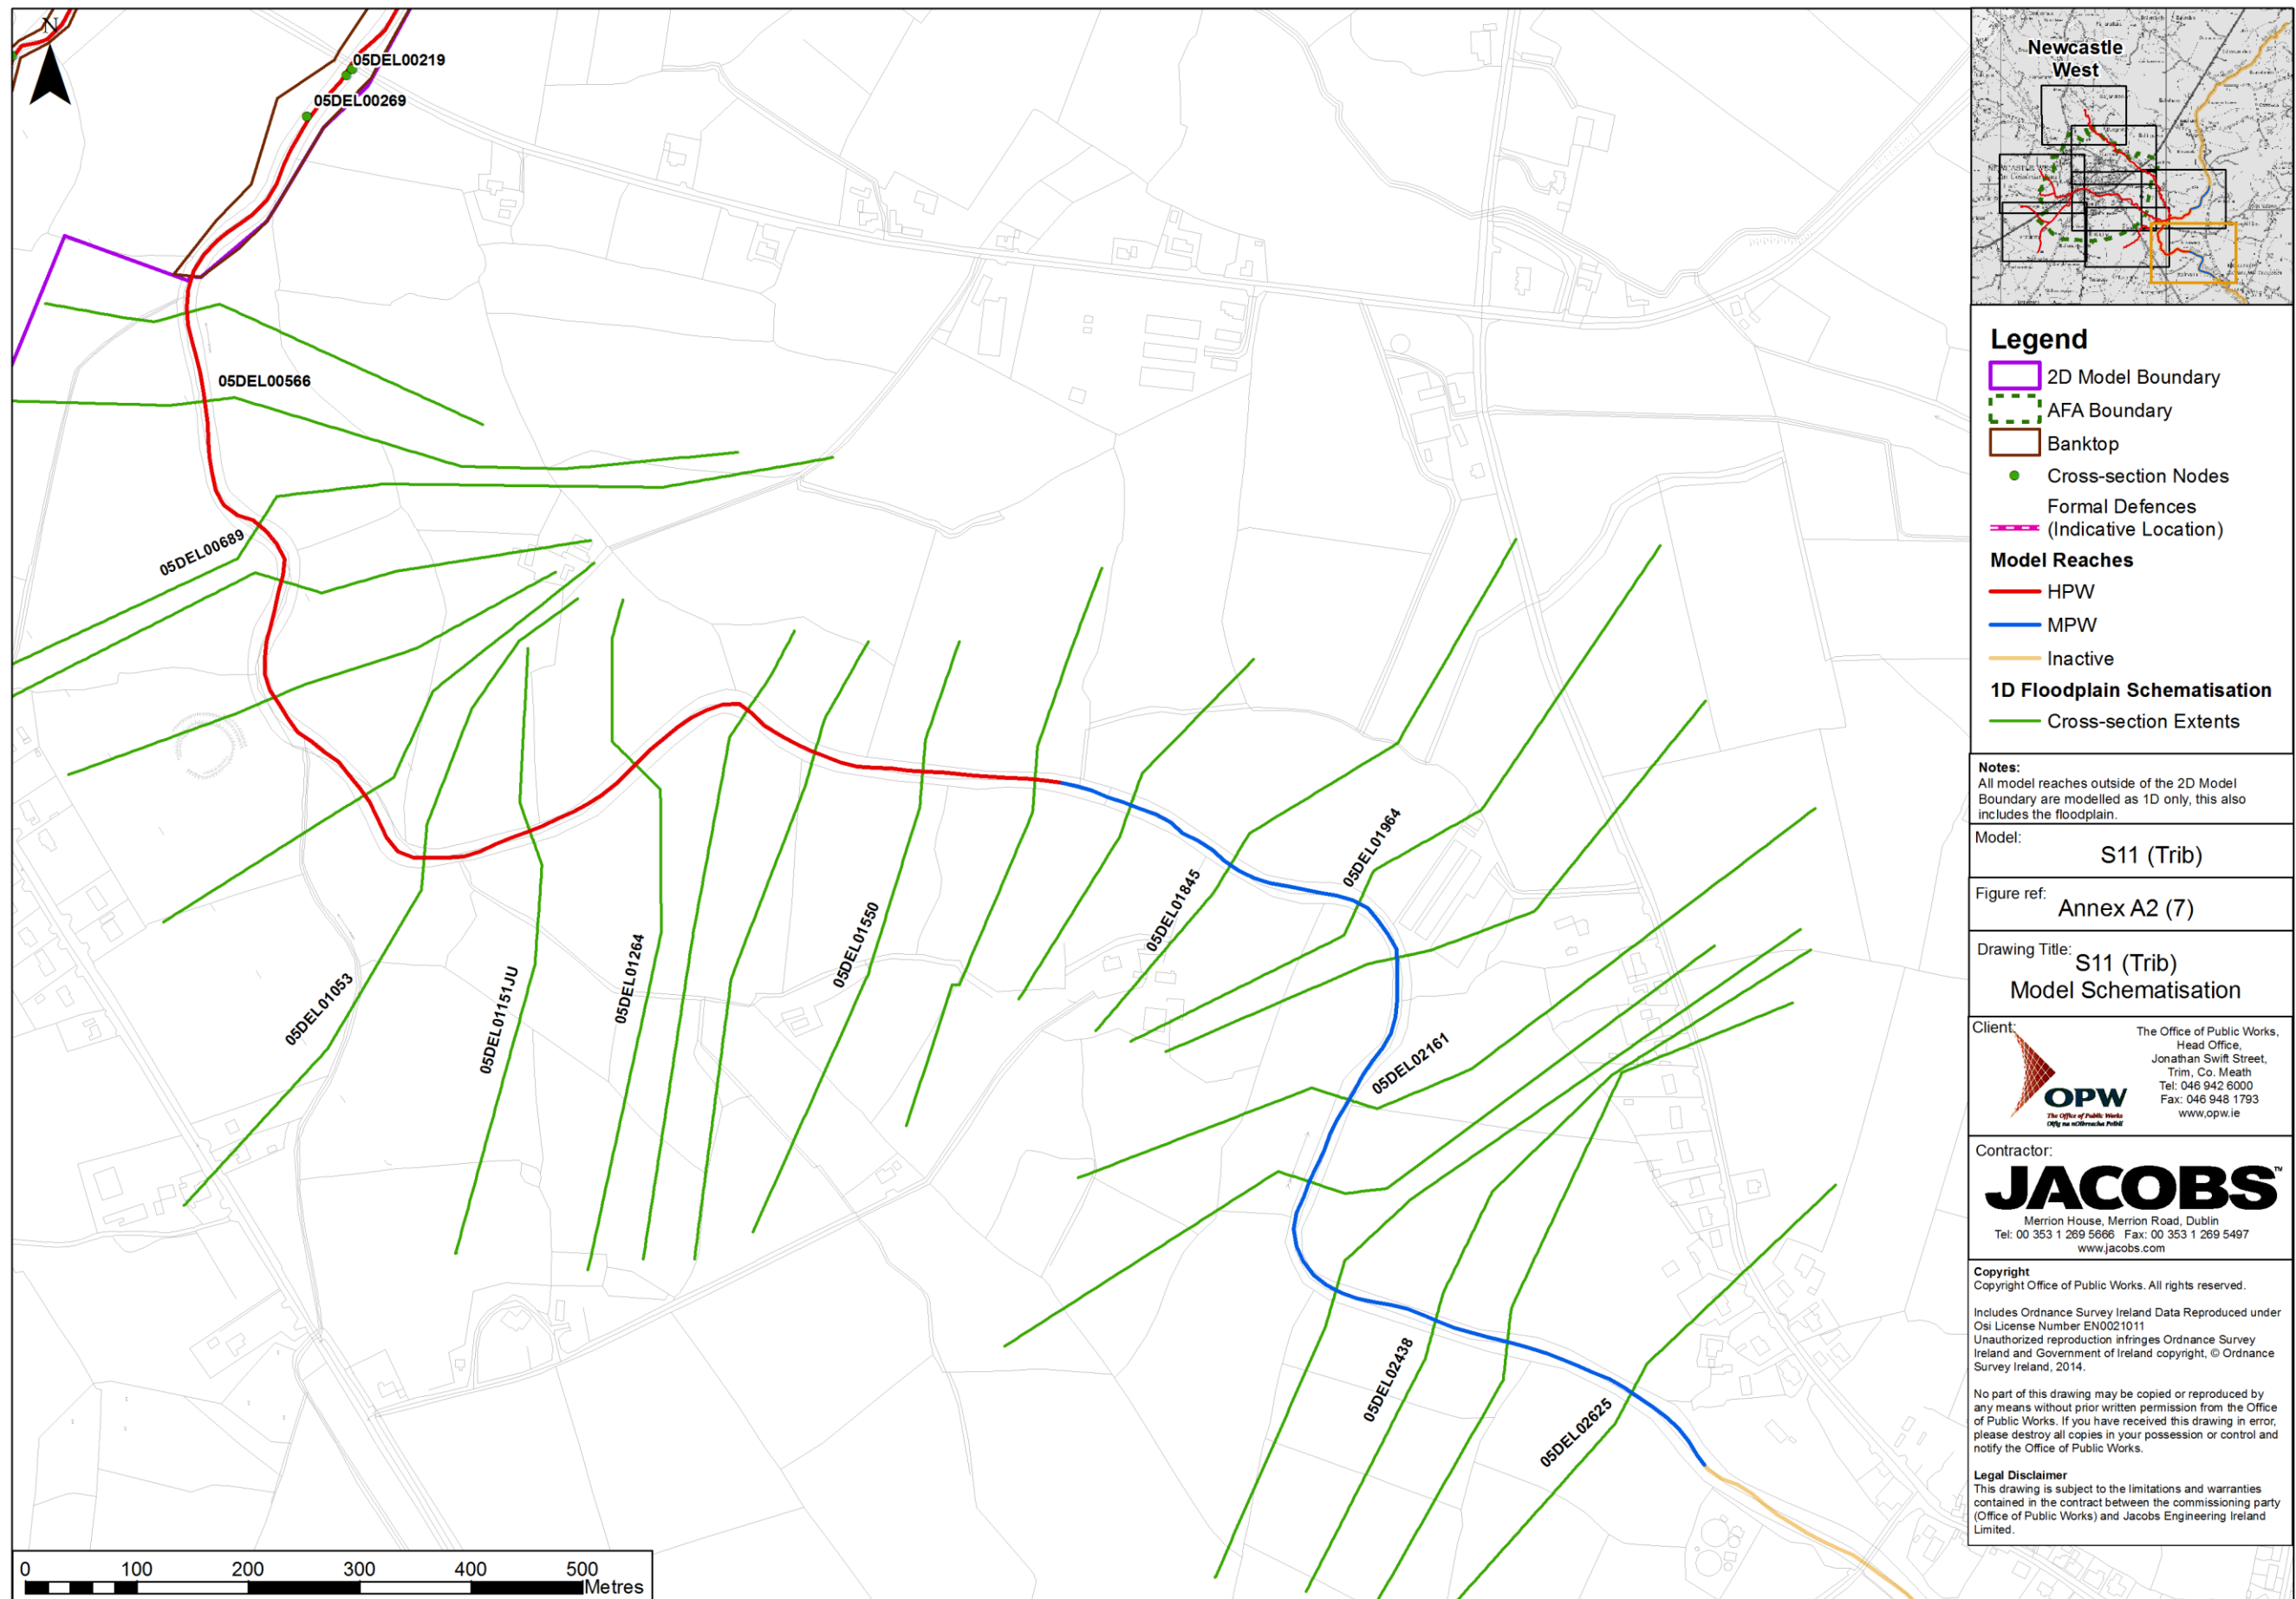 N
05DEL00219
05DEL00269
05DEL00566
05DEL00689
05DEL01053
05DEL01151JU
05DEL01264
05DEL01550
05DEL01845
05DEL01964
05DEL02161
05DEL02438
05DEL02625
0 100 200 300 400 500
Metres
Newcastle
West
Legend
2D Model Boundary
AFA Boundary
Banktop
Cross-section Nodes
Formal Defences
(Indicative Location)
Model Reaches
HPW
MPW
Inactive
1D Floodplain Schematisation
Cross-section Extents
Notes:
All model reaches outside of the 2D Model
Boundary are modelled as 1D only, this also
includes the floodplain.
Model:
S11 (Trib)
Figure ref:
Annex A2 (7)
Drawing Title:
S11 (Trib)
Model Schematisation
Client:
The Office of Public Works,
Head Office,
Jonathan Swift Street,
Trim, Co. Meath
Tel: 046 942 6000
Fax: 046 948 1793
www,opw.ie
OPW
The Office of Public Works
Oifig na nOibreacha Poiblí
Contractor:
JACOBS™
Merrion House, Merrion Road, Dublin
Tel: 00 353 1 269 5666 Fax: 00 353 1 269 5497
www.jacobs.com
Copyright
Copyright Office of Public Works. All rights reserved.
Includes Ordnance Survey Ireland Data Reproduced under
Osi License Number EN0021011
Unauthorized reproduction infringes Ordnance Survey
Ireland and Government of Ireland copyright, © Ordnance
Survey Ireland, 2014.
No part of this drawing may be copied or reproduced by
any means without prior written permission from the Office
of Public Works. If you have received this drawing in error,
please destroy all copies in your possession or control and
notify the Office of Public Works.
Legal Disclaimer
This drawing is subject to the limitations and warranties
contained in the contract between the commissioning party
(Office of Public Works) and Jacobs Engineering Ireland
Limited.